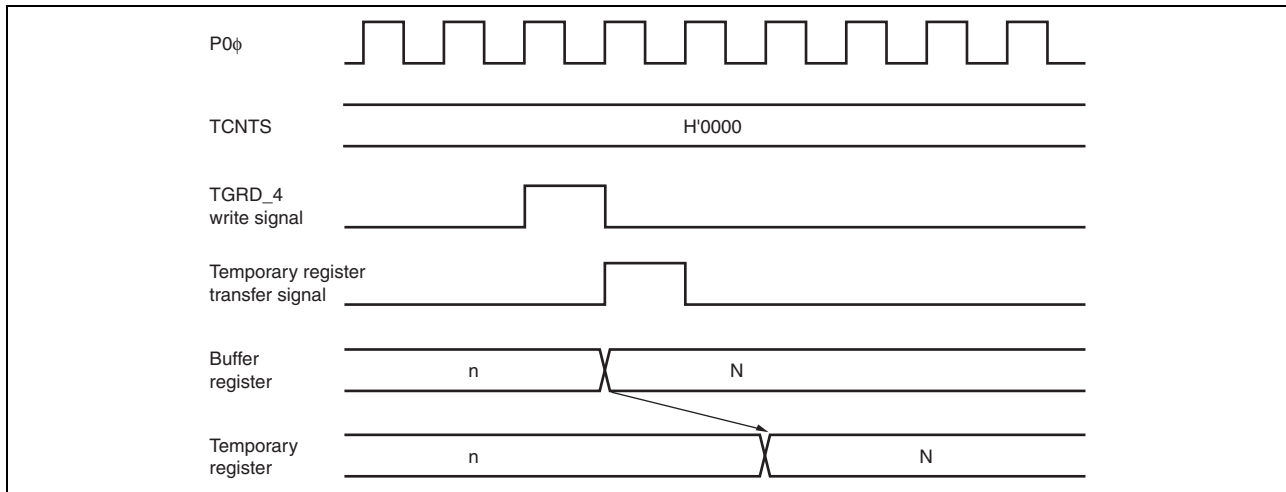 P0ϕ
TCNTS
H'0000
TGRD_4
write signal
Temporary register
transfer signal
Buffer
register
n
N
Temporary
register
n
N